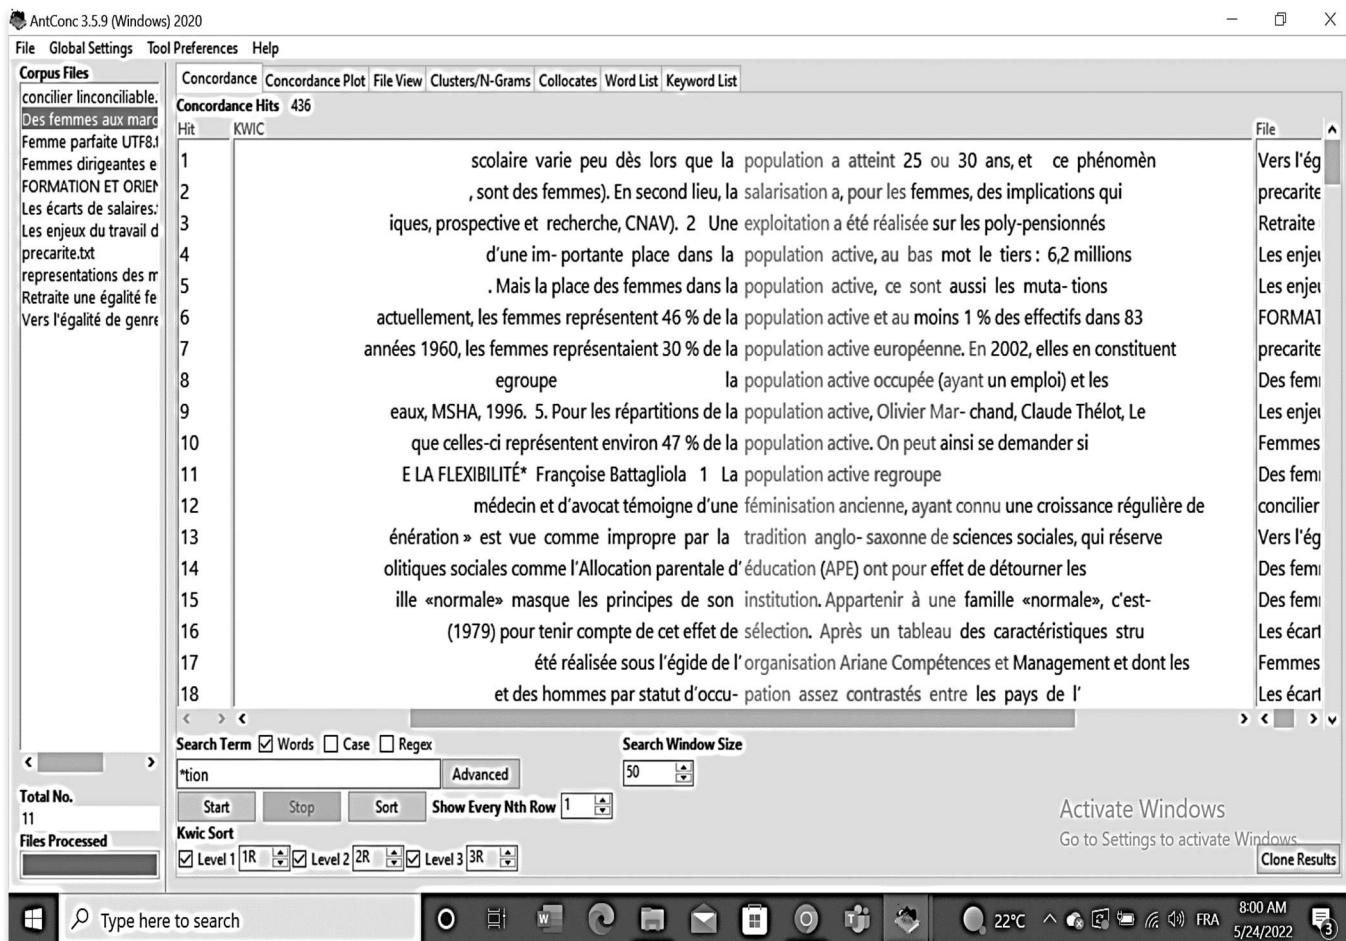 AntConc 3.5.9 (Windows) 2020
File Global Settings Tool Preferences Help
Corpus Files
concilier linconciliable.
Des femmes aux marc
Femme parfaite UTF8.t
Femmes dirigeantes e
FORMATION ET ORIEN
Les écarts de salaires.
Les enjeux du travail d
precarite.txt
representations des m
Retraite une égalité fe
Vers l'égalité de genre
Total No.
11
Files Processed
Concordance Concordance Plot File View Clusters/N-Grams Collocates Word List Keyword List
Concordance Hits 436
Hit KWIC File
1 scolaire varie peu dès lors que la population a atteint 25 ou 30 ans, et ce phénomèn Vers l'ég
2 , sont des femmes). En second lieu, la salarisation a, pour les femmes, des implications qui precarite
3 iques, prospective et recherche, CNAV). 2 Une exploitation a été réalisée sur les poly-pensionnés Retraite
4 d'une im- portante place dans la population active, au bas mot le tiers : 6,2 millions Les enjeu
5 . Mais la place des femmes dans la population active, ce sont aussi les muta- tions Les enjeu
6 actuellement, les femmes représentent 46 % de la population active et au moins 1 % des effectifs dans 83 FORMAT
7 années 1960, les femmes représentaient 30 % de la population active européenne. En 2002, elles en constituent precarite
8 egroupe la population active occupée (ayant un emploi) et les Des fem
9 eaux, MSHA, 1996. 5. Pour les répartitions de la population active, Olivier Mar- chand, Claude Thélot, Le Les enjeu
10 que celles-ci représentent environ 47 % de la population active. On peut ainsi se demander si Femmes
11 E LA FLEXIBILITÉ* Françoise Battagliola 1 La population active regroupe Des fem
12 médecin et d'avocat témoigne d'une féminisation ancienne, ayant connu une croissance régulière de concilier
13 énération » est vue comme impropre par la tradition anglo- saxonne de sciences sociales, qui réserve Vers l'ég
14 olitiques sociales comme l'Allocation parentale d'éducation (APE) ont pour effet de détourner les Des fem
15 ille «normale» masque les principes de son institution. Appartenir à une famille «normale», c'est- Des fem
16 (1979) pour tenir compte de cet effet de sélection. Après un tableau des caractéristiques stru Les écart
17 été réalisée sous l'égide de l'organisation Ariane Compétences et Management et dont les Femmes
18 et des hommes par statut d'occu- pation assez contrastés entre les pays de l' Les écart
Search Term Words Case Regex Search Window Size
*tion Advanced 50
Start Stop Sort Show Every Nth Row 1
Kwic Sort
Level 1 1R Level 2 2R Level 3 3R
Activate Windows
Go to Settings to activate Windows.
Clone Results
Type here to search 22°C FRA 8:00 AM
5/24/2022
3